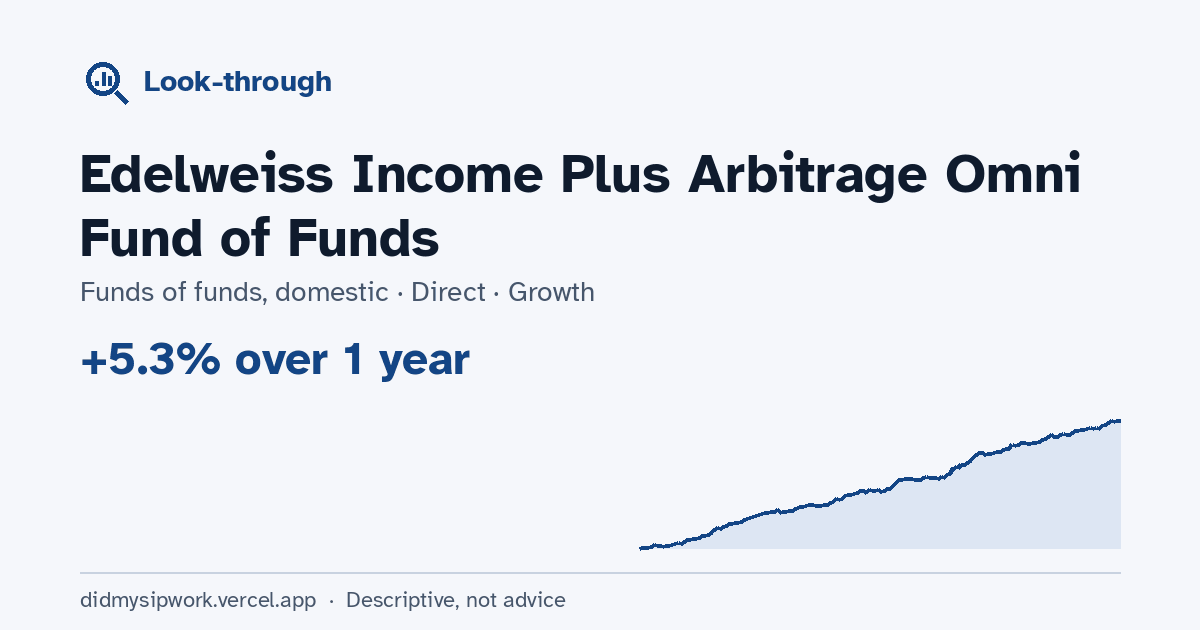 Look-through
Edelweiss Income Plus Arbitrage Omni
Fund of Funds
Funds of funds, domestic · Direct · Growth
+5.3% over 1 year
didmysipwork.vercel.app · Descriptive, not advice